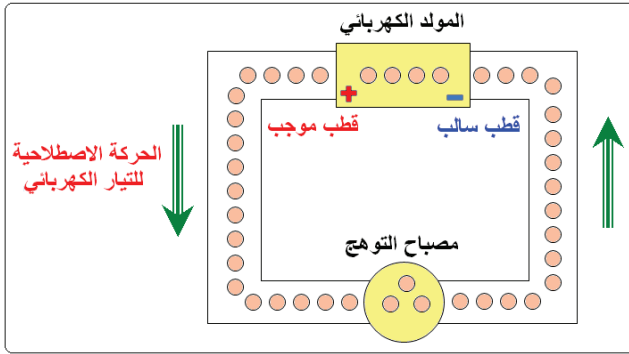 المولد الكهربائي
+
−
قطب موجب
قطب سالب
الحركة الاصطلاحية
للتيار الكهربائي
مصباح التوهج